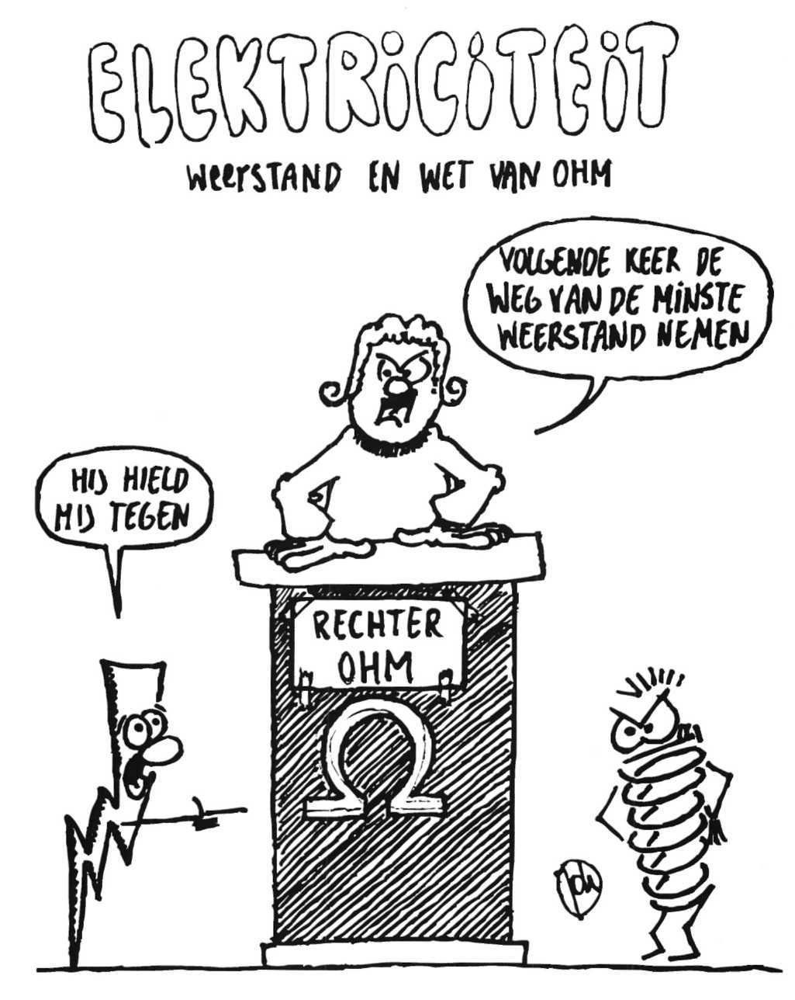 ELEKTRICITEIT
WEERSTAND EN WET VAN OHM
VOLGENDE KEER DE
WEG VAN DE MINSTE
WEERSTAND NEMEN
HIJ HIELD
MIJ TEGEN
RECHTER
OHM
Ω